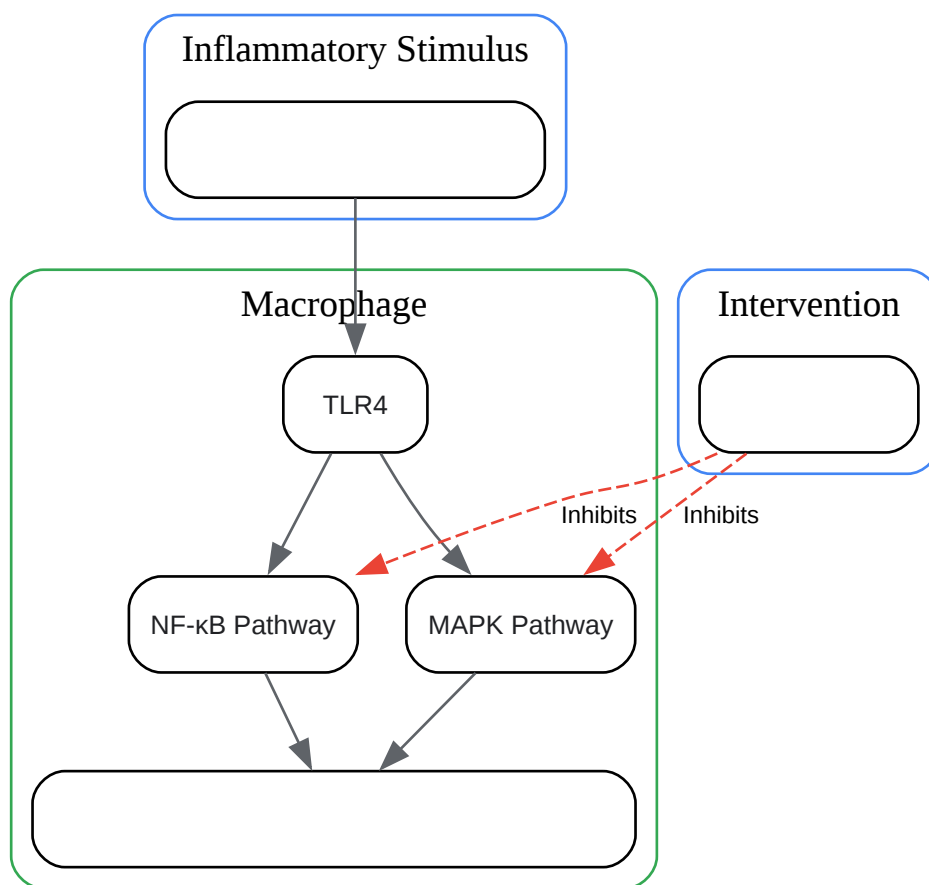 Inflammatory Stimulus
Macrophage
Intervention
TLR4
Inhibits
Inhibits
NF-κB Pathway
MAPK Pathway